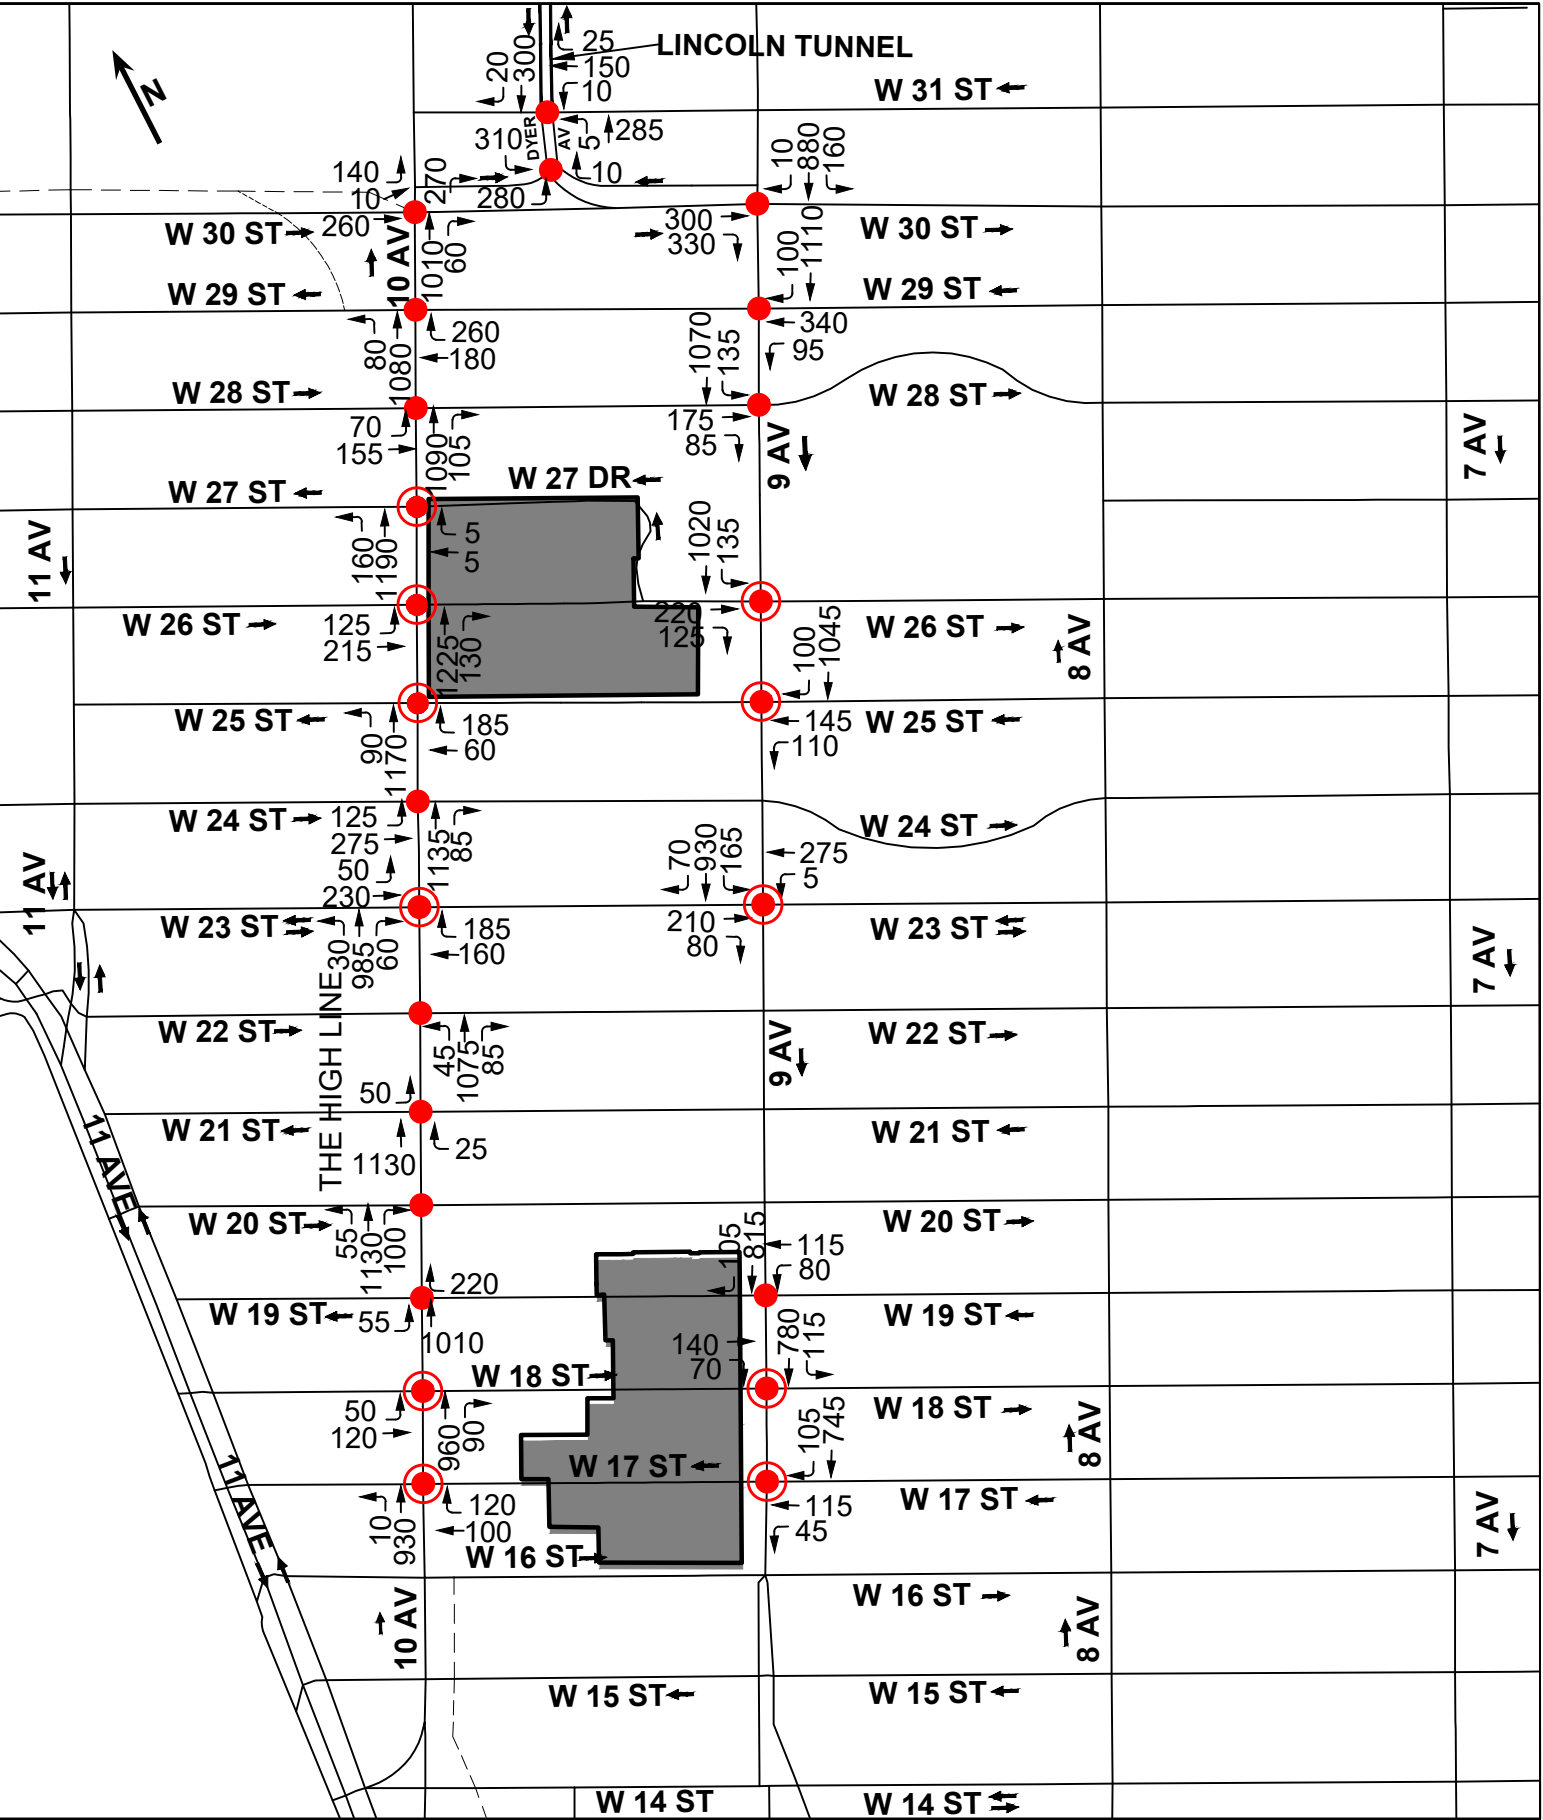 20
300
25
150
10
LINCOLN TUNNEL
W 31 ST
N
DYER
AV
310
5
285
10
280
140
10
260
270
10
880
160
W 30 ST
10 AV
1010
60
300
330
100
1110
W 30 ST
W 29 ST
80
1080
260
180
1070
135
340
95
W 29 ST
W 28 ST
70
155
1090
105
175
85
9 AV
W 28 ST
7 AV
W 27 DR
W 27 ST
160
1190
5
5
1020
135
11 AV
W 26 ST
125
215
1225
130
220
125
100
1045
W 26 ST
8 AV
W 25 ST
90
1170
185
60
145
110
W 25 ST
W 24 ST
125
275
50
230
1135
85
70
930
165
275
5
W 24 ST
11 AV
W 23 ST
30
985
60
185
160
210
80
W 23 ST
7 AV
THE HIGH LINE
W 22 ST
45
1075
85
9 AV
W 22 ST
50
W 21 ST
1130
25
W 21 ST
11 AVE
W 20 ST
55
1130
100
105
815
115
80
W 20 ST
220
W 19 ST
55
1010
140
70
780
115
W 19 ST
W 18 ST
50
120
960
90
105
745
W 18 ST
8 AV
W 17 ST
11 AVE
10
930
120
100
115
45
W 17 ST
7 AV
W 16 ST
10 AV
W 16 ST
8 AV
W 15 ST
W 15 ST
W 14 ST
W 14 ST